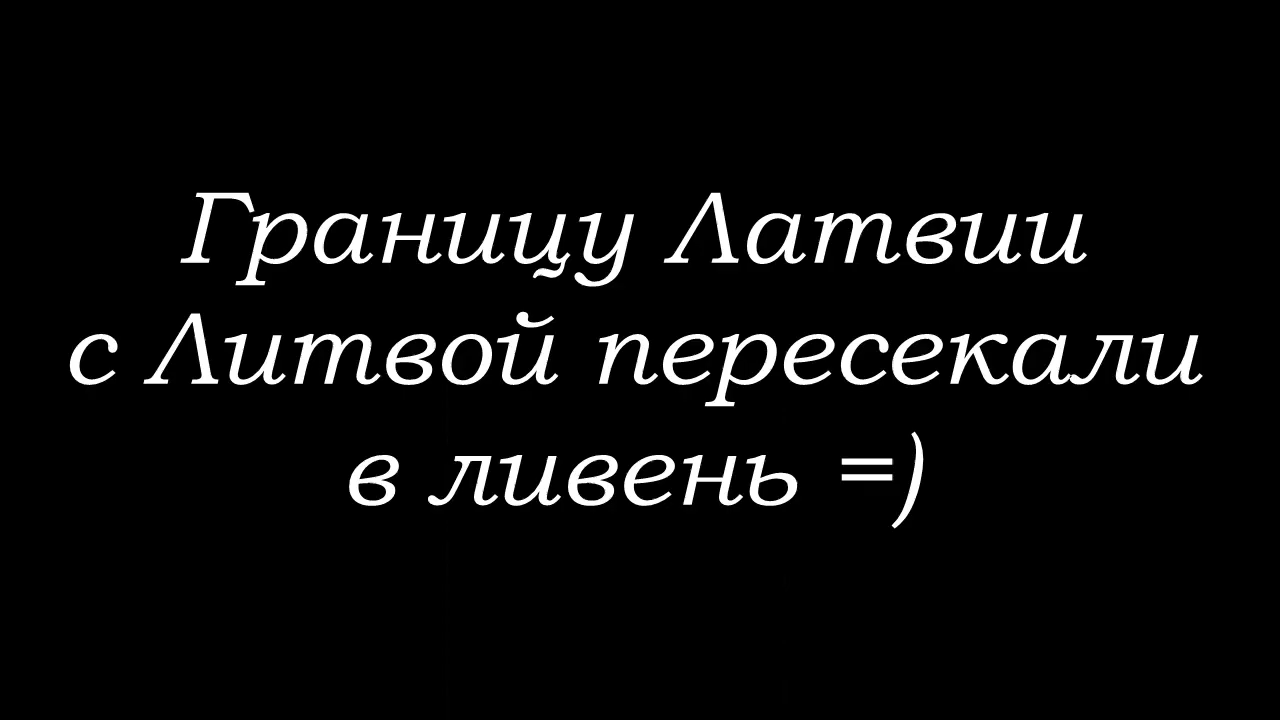 Границу Латвии
с Литвой пересекали
в ливень =)